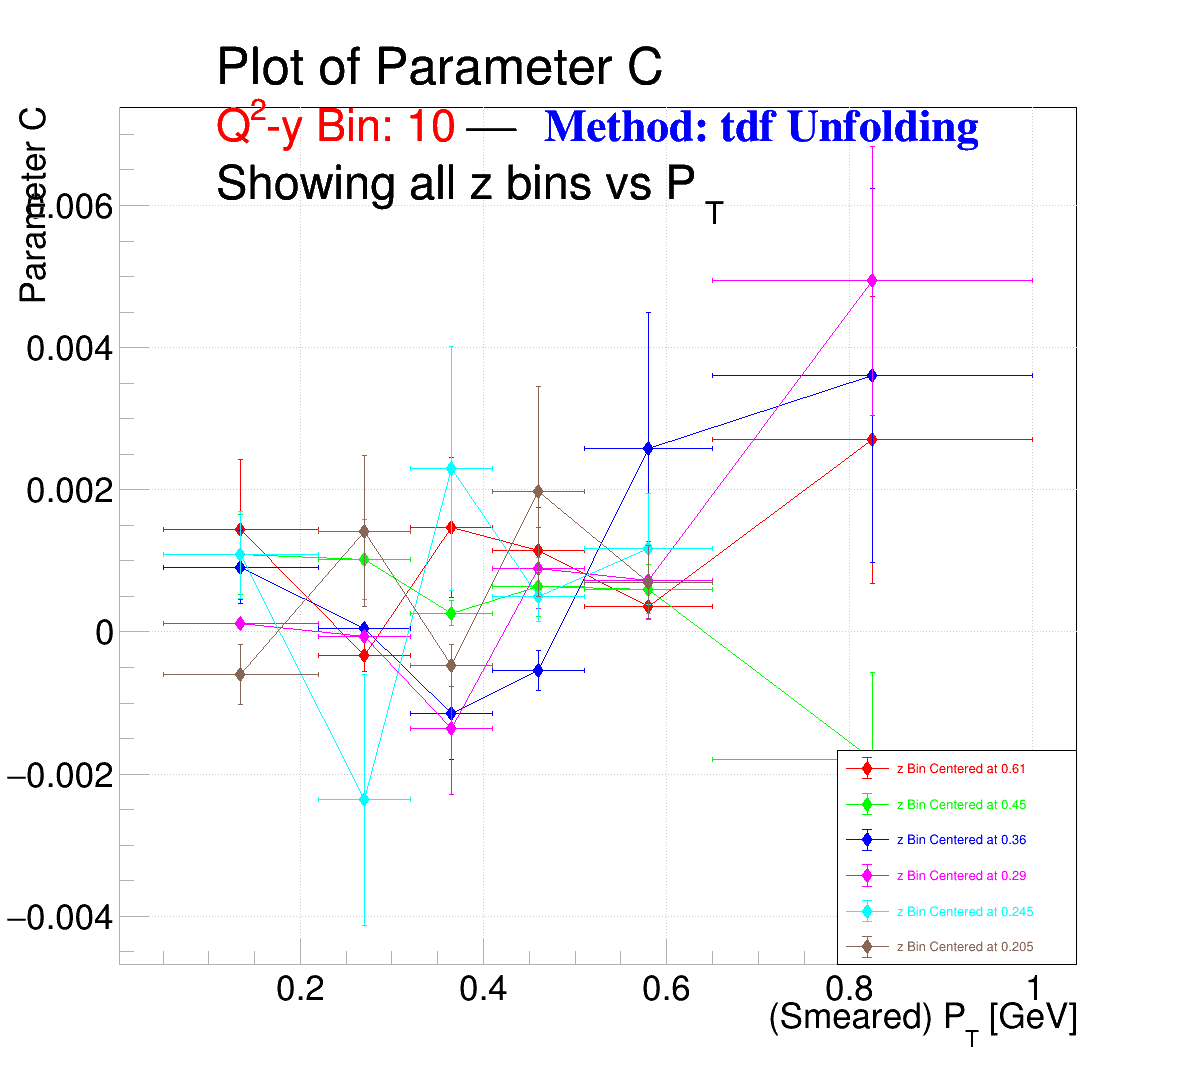 Plot of Parameter C
Q2-y Bin: 10 — Method: tdf Unfolding
Showing all z bins vs PT
Parameter C
0.006
0.004
0.002
0
−0.002
−0.004
z Bin Centered at 0.61
z Bin Centered at 0.45
z Bin Centered at 0.36
z Bin Centered at 0.29
z Bin Centered at 0.245
z Bin Centered at 0.205
0.2 0.4 0.6 0.8 1
(Smeared) PT [GeV]